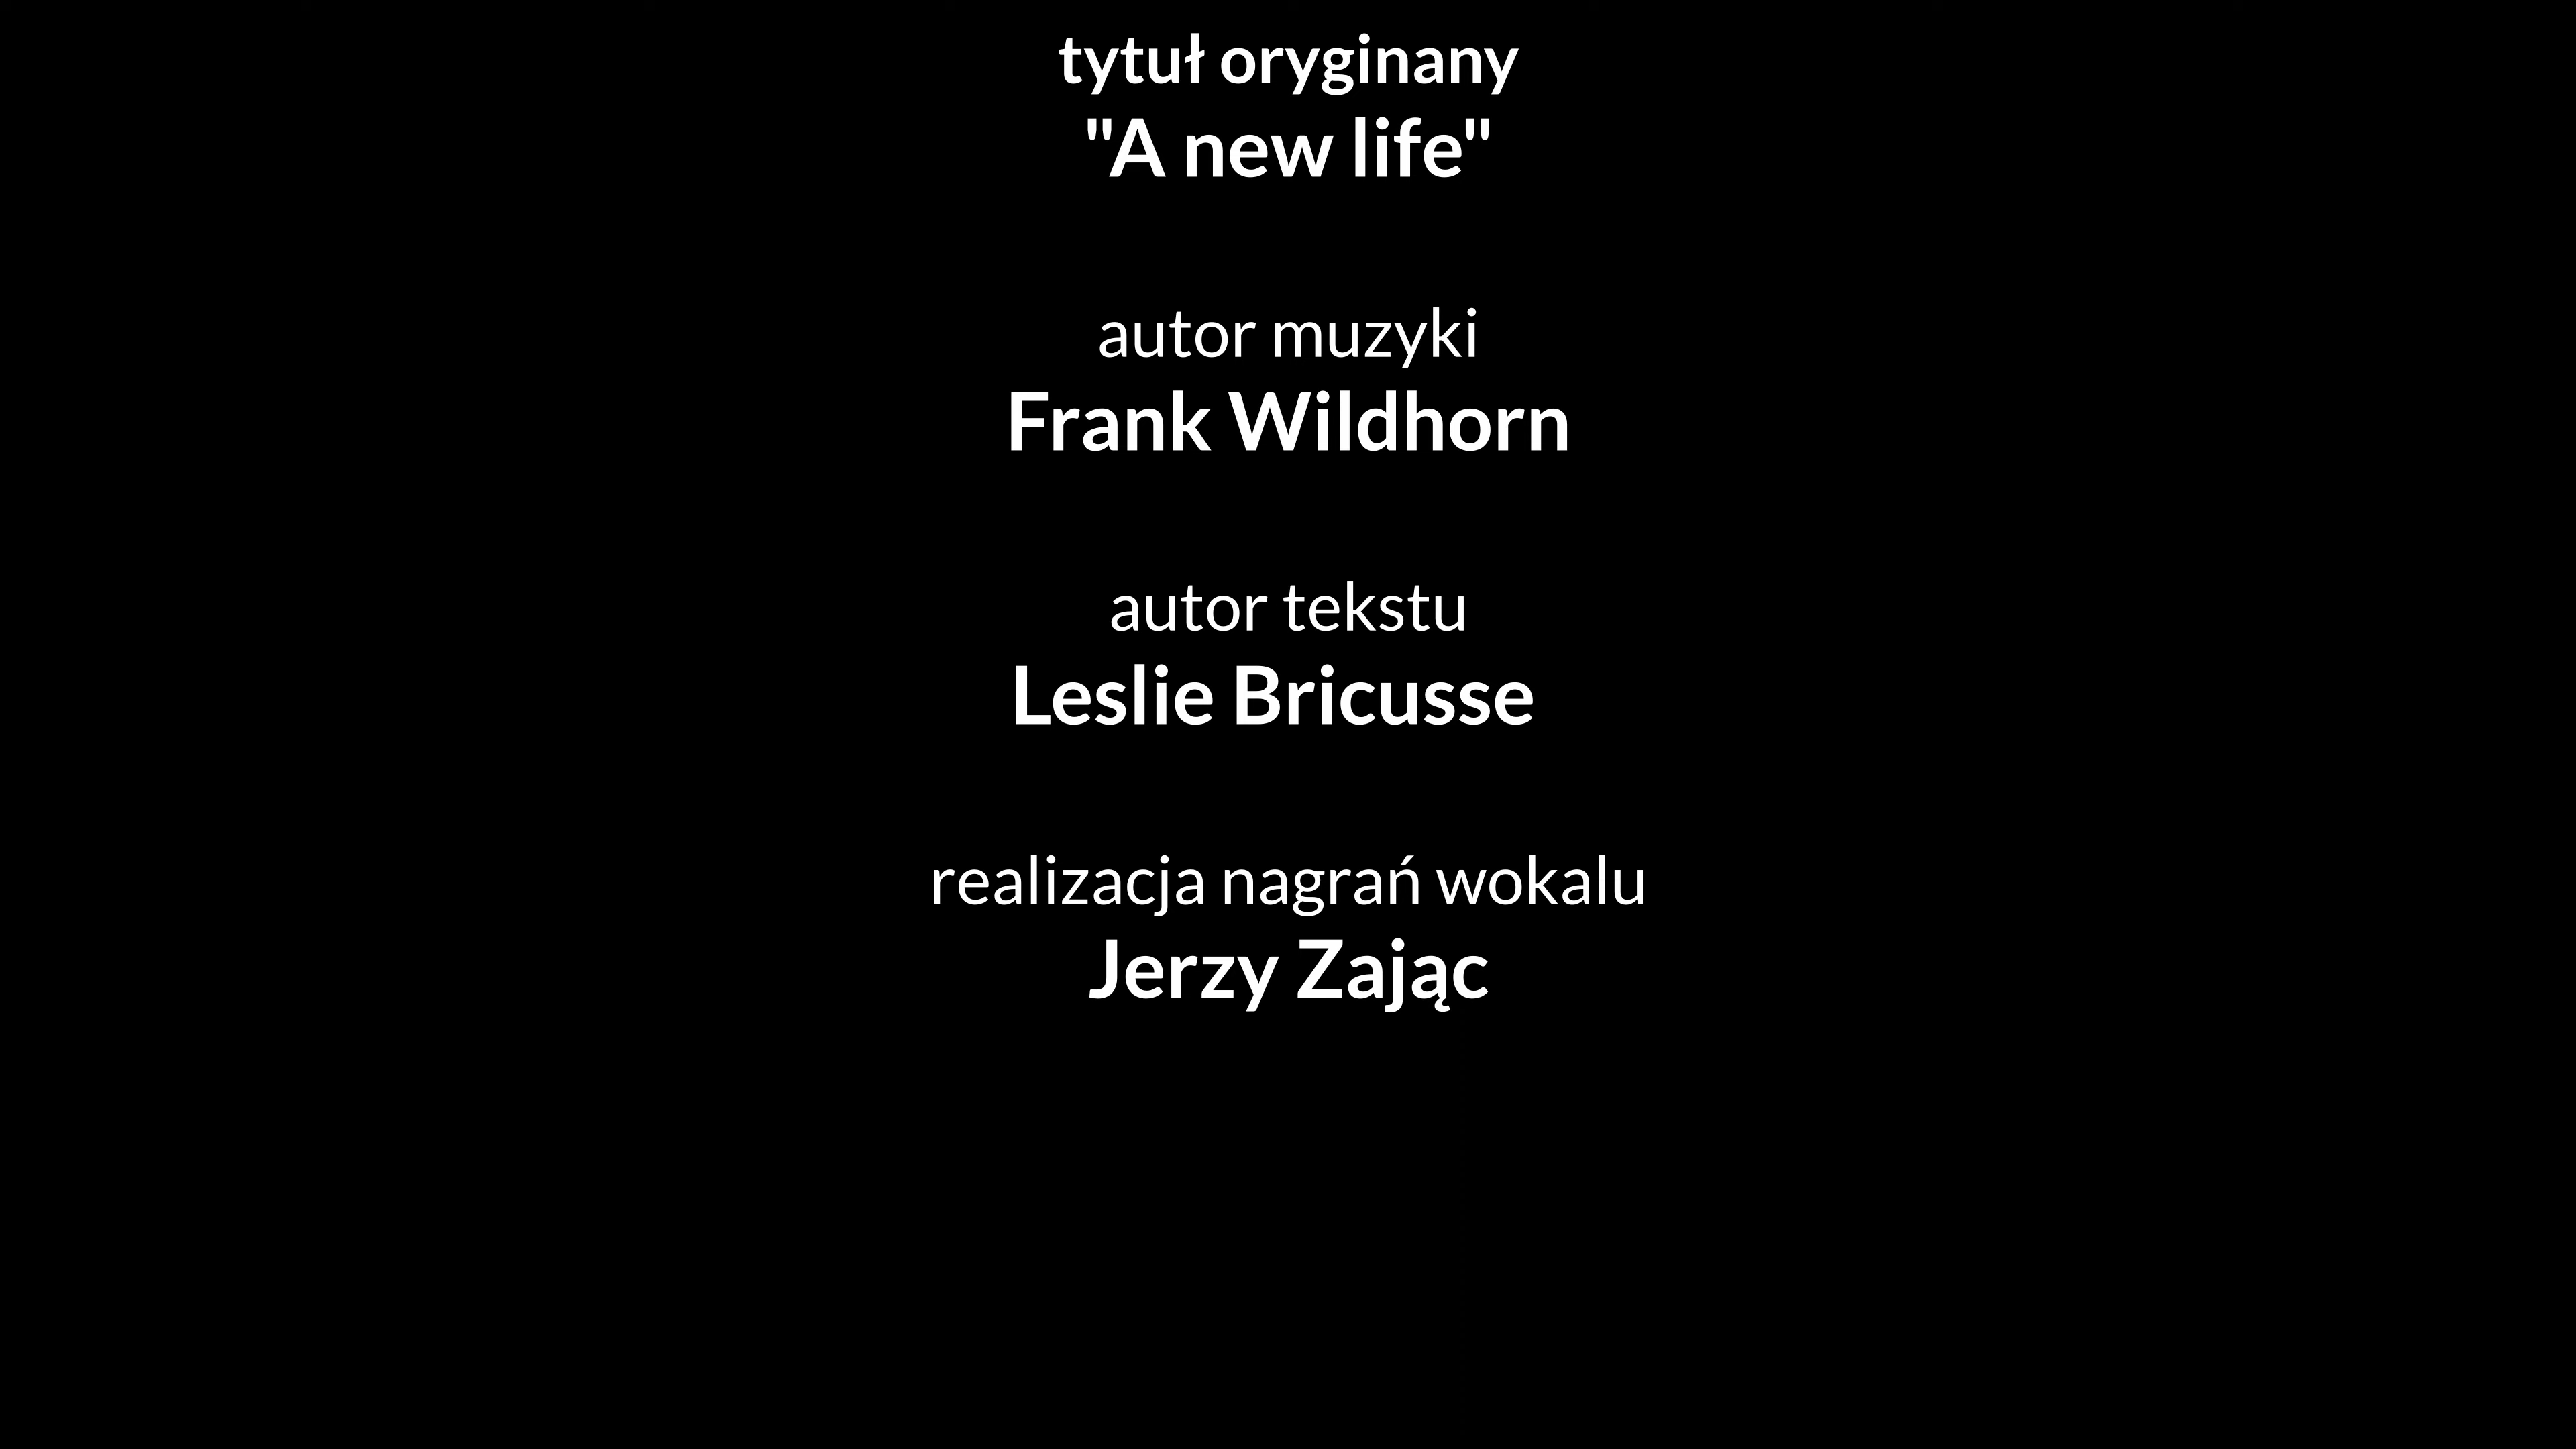 tytuł oryginany
"A new life"
autor muzyki
Frank Wildhorn
autor tekstu
Leslie Bricusse
realizacja nagrań wokalu
Jerzy Zając